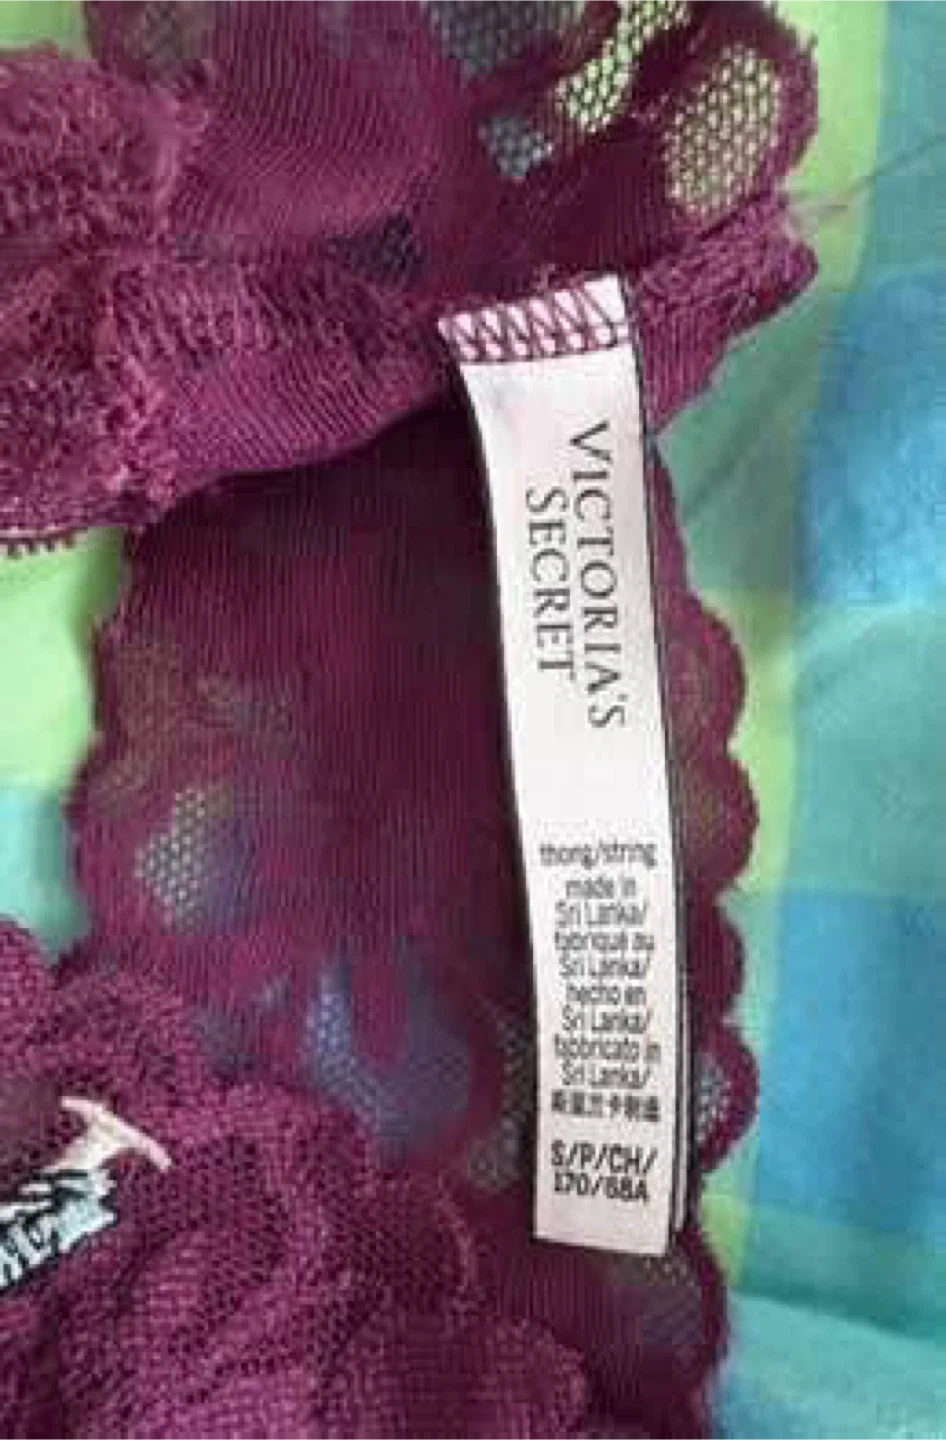 VICTORIA'S
SECRET
thong/string
made in
Sri Lanka/
fabriqué au
Sri Lanka/
hecho en
Sri Lanka/
fabbricato in
Sri Lanka/
斯里兰卡制造
S/P/CH/
170/68A